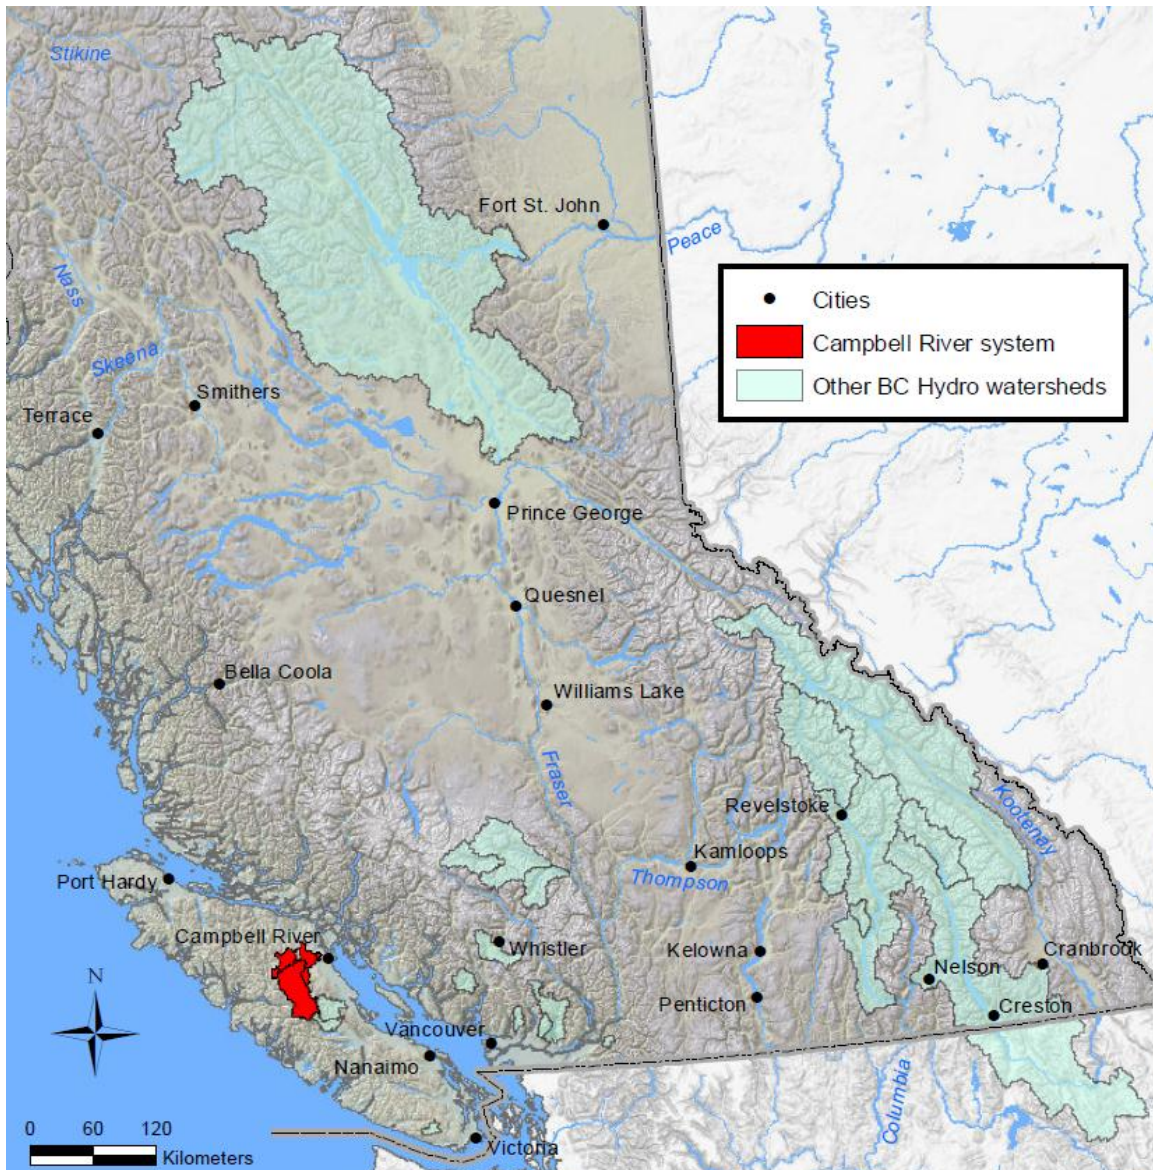 Stikine
Fort St. John
Peace
Nass
Cities
Campbell River system
Other BC Hydro watersheds
Skeena
Smithers
Terrace
Prince George
Quesnel
Bella Coola
Williams Lake
Fraser
Revelstoke
Kootenay
Kamloops
Thompson
Port Hardy
Campbell River
Whistler
Kelowna
Cranbrook
Nelson
N
Penticton
Creston
Vancouver
Nanaimo
Columbia
Victoria
0 60 120
Kilometers